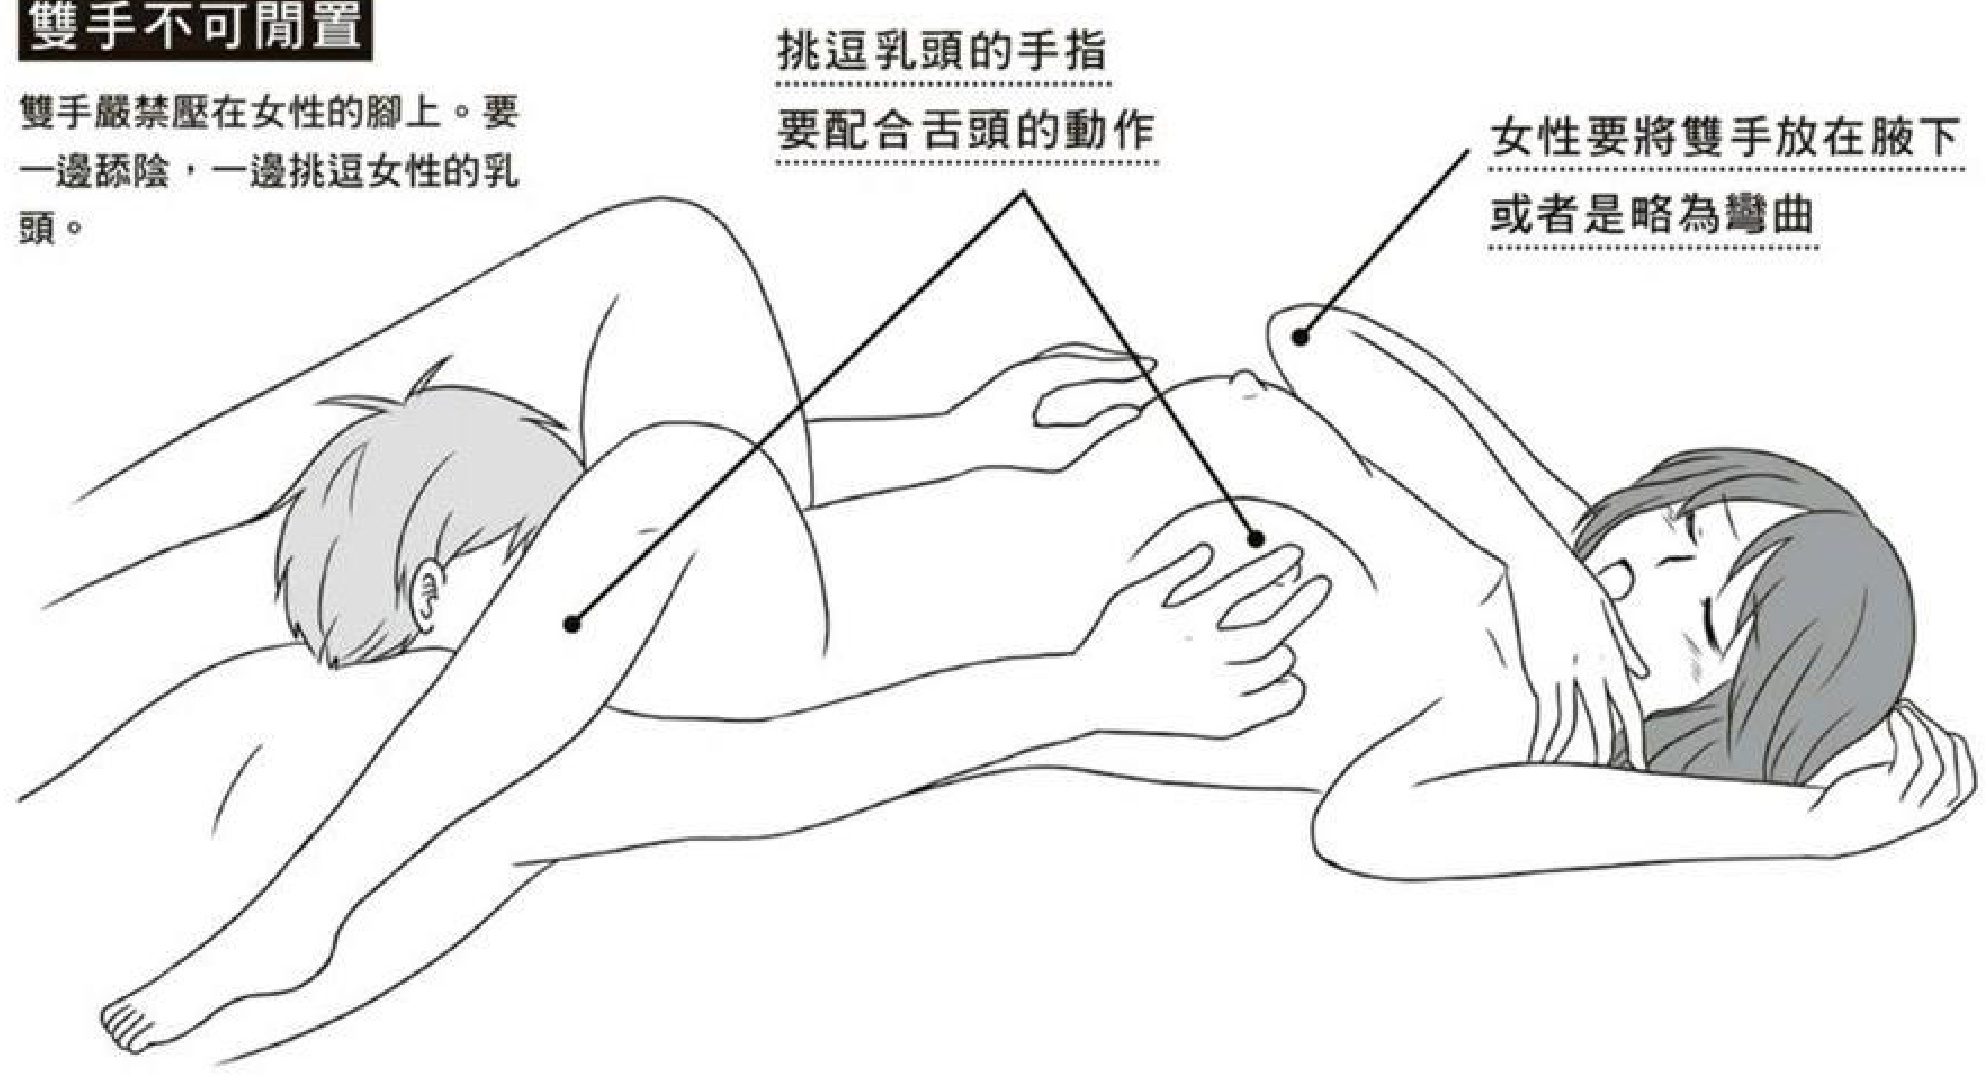 雙手不可閒置
雙手嚴禁壓在女性的腳上。要
一邊舔陰，一邊挑逗女性的乳
頭。
挑逗乳頭的手指
要配合舌頭的動作
女性要將雙手放在腋下
或者是略為彎曲